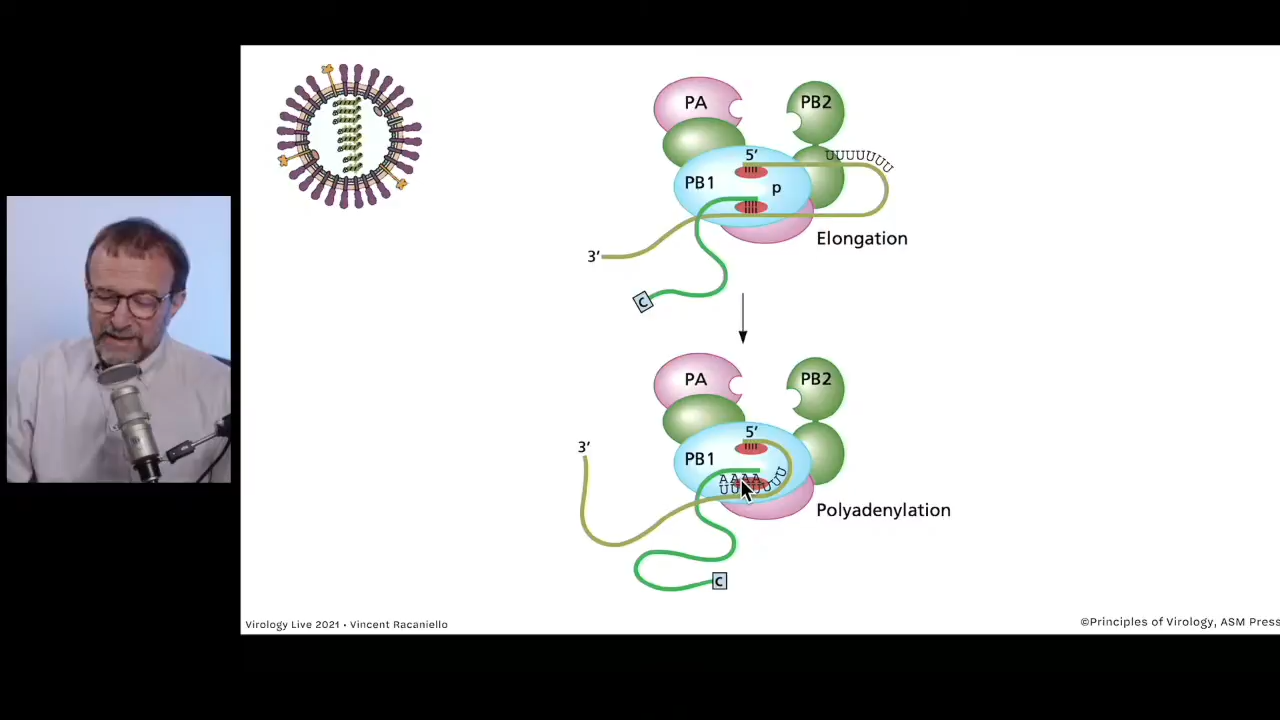 PA
PB2
5'
UUUUUUU
PB1
p
3'
Elongation
C
PA
PB2
5'
3'
PB1
AAAA
Polyadenylation
C
Virology Live 2021 • Vincent Racaniello
©Principles of Virology, ASM Press